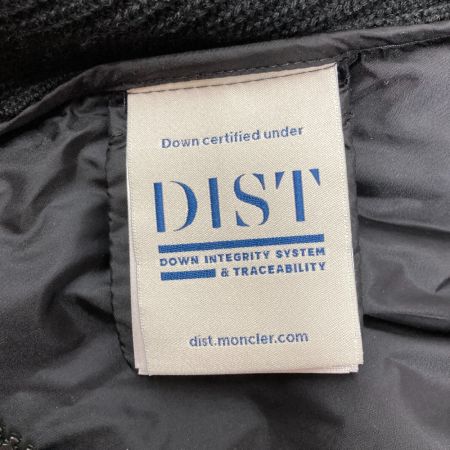 Down certified under
DIST
DOWN INTEGRITY SYSTEM
& TRACEABILITY
dist.moncler.com